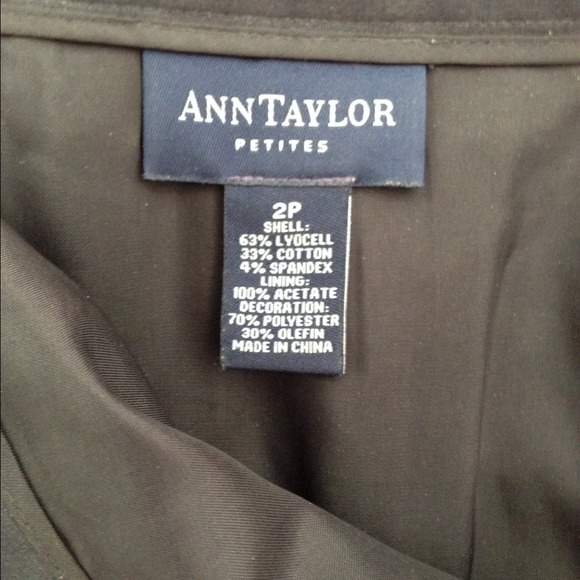 ANNTAYLOR
PETITES
2P
SHELL:
63% LYOCELL
33% COTTON
4% SPANDEX
LINING:
100% ACETATE
DECORATION:
70% POLYESTER
30% OLEFIN
MADE IN CHINA